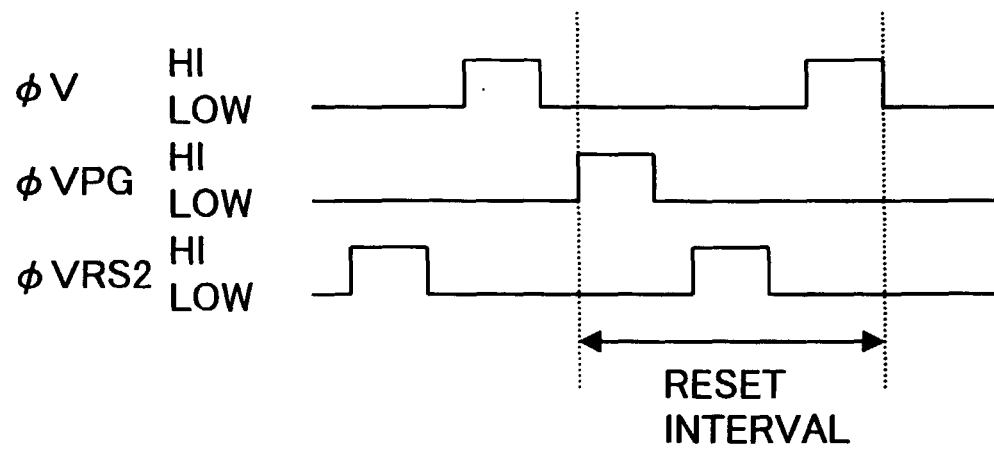 φV HI
LOW
φVPG HI
LOW
φVRS2 HI
LOW
RESET
INTERVAL